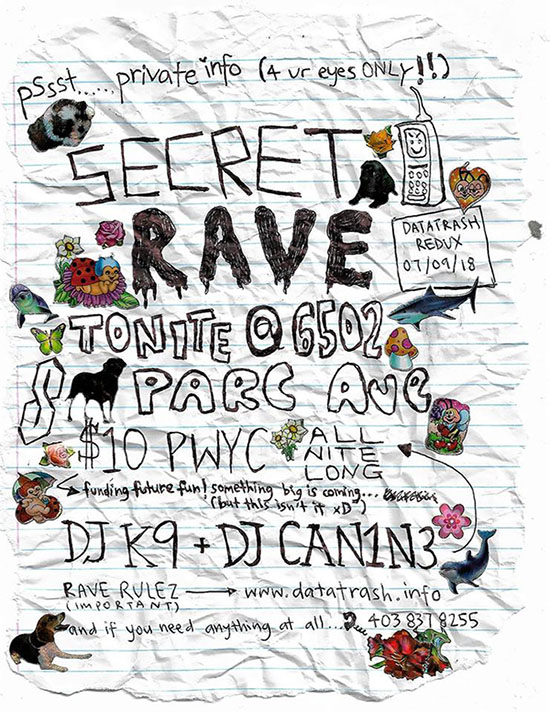 pSsst...... private info (4 ur eyes ONLY!!)
SECRET
RAVE
DATATRASH
REDUX
07/09/18
TONITE @ 6502
PARC AVE
$10 PWYC
ALL
NITE
LONG
funding future fun! something big is coming...
(but this isn't it xD)
DJ K9 + DJ CAN1N3
RAVE RULEZ → www.datatrash.info
(IMPORTANT)
and if you need anything at all... 403 837 8255